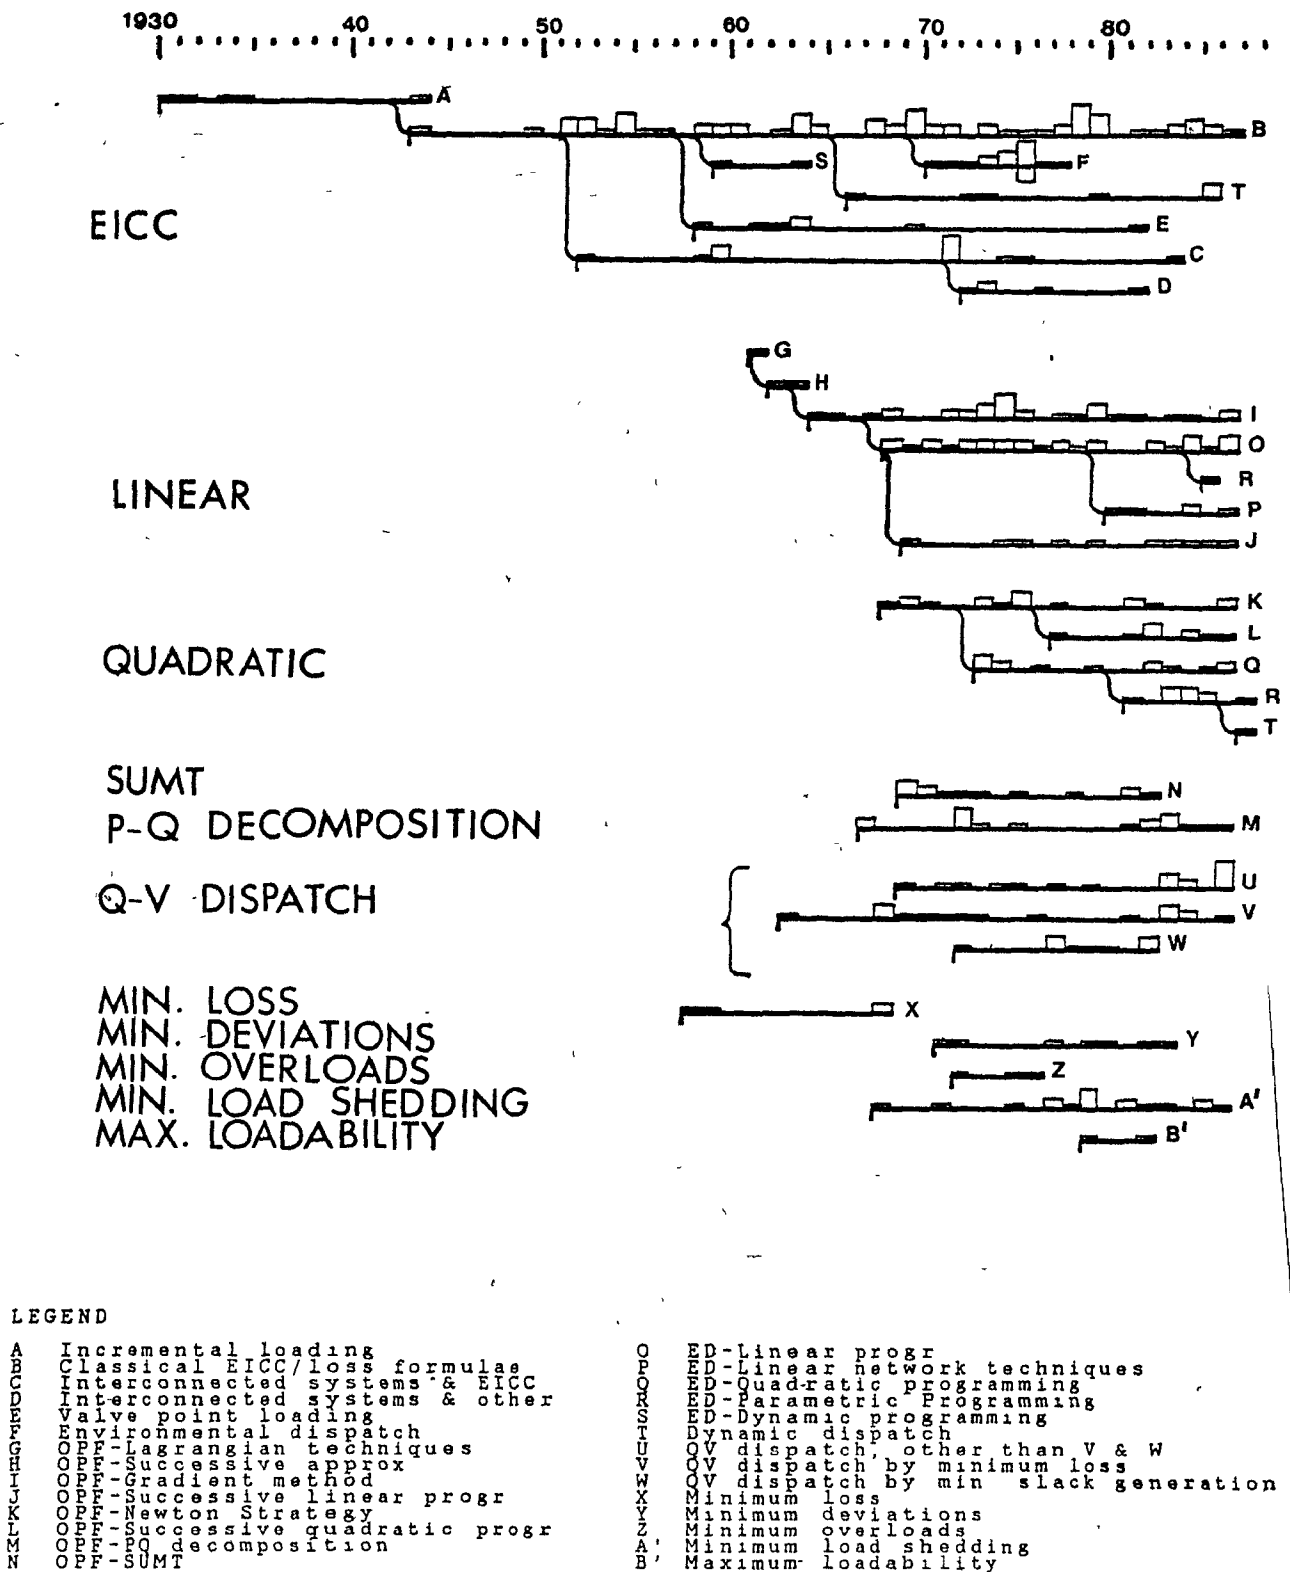 1930 40 50 60 70 80
A
B
S F
T
EICC E
C
D
G
H
I
O
R
LINEAR
P
J
K
L
QUADRATIC Q
R
T
SUMT N
P-Q DECOMPOSITION M
Q-V DISPATCH U
V
W
MIN. LOSS X
MIN. DEVIATIONS Y
MIN. OVERLOADS Z
MIN. LOAD SHEDDING A'
MAX. LOADABILITY B'
LEGEND
A Incremental loading
B Classical EICC/loss formulae
C Interconnected systems & EICC
D Interconnected systems & other
E Valve point loading
F Environmental dispatch
G OPF-Lagrangian techniques
H OPF-Successive approx
I OPF-Gradient method
J OPF-Successive linear progr
K OPF-Newton Strategy
L OPF-Successive quadratic progr
M OPF-PQ decomposition
N OPF-SUMT
O ED-Linear progr
P ED-Linear network techniques
Q ED-Quadratic programming
R ED-Parametric Programming
S ED-Dynamic programming
T Dynamic dispatch
U QV dispatch, other than V & W
V QV dispatch by minimum loss
W QV dispatch by min slack generation
X Minimum loss
Y Minimum deviations
Z Minimum overloads
A' Minimum load shedding
B' Maximum loadability